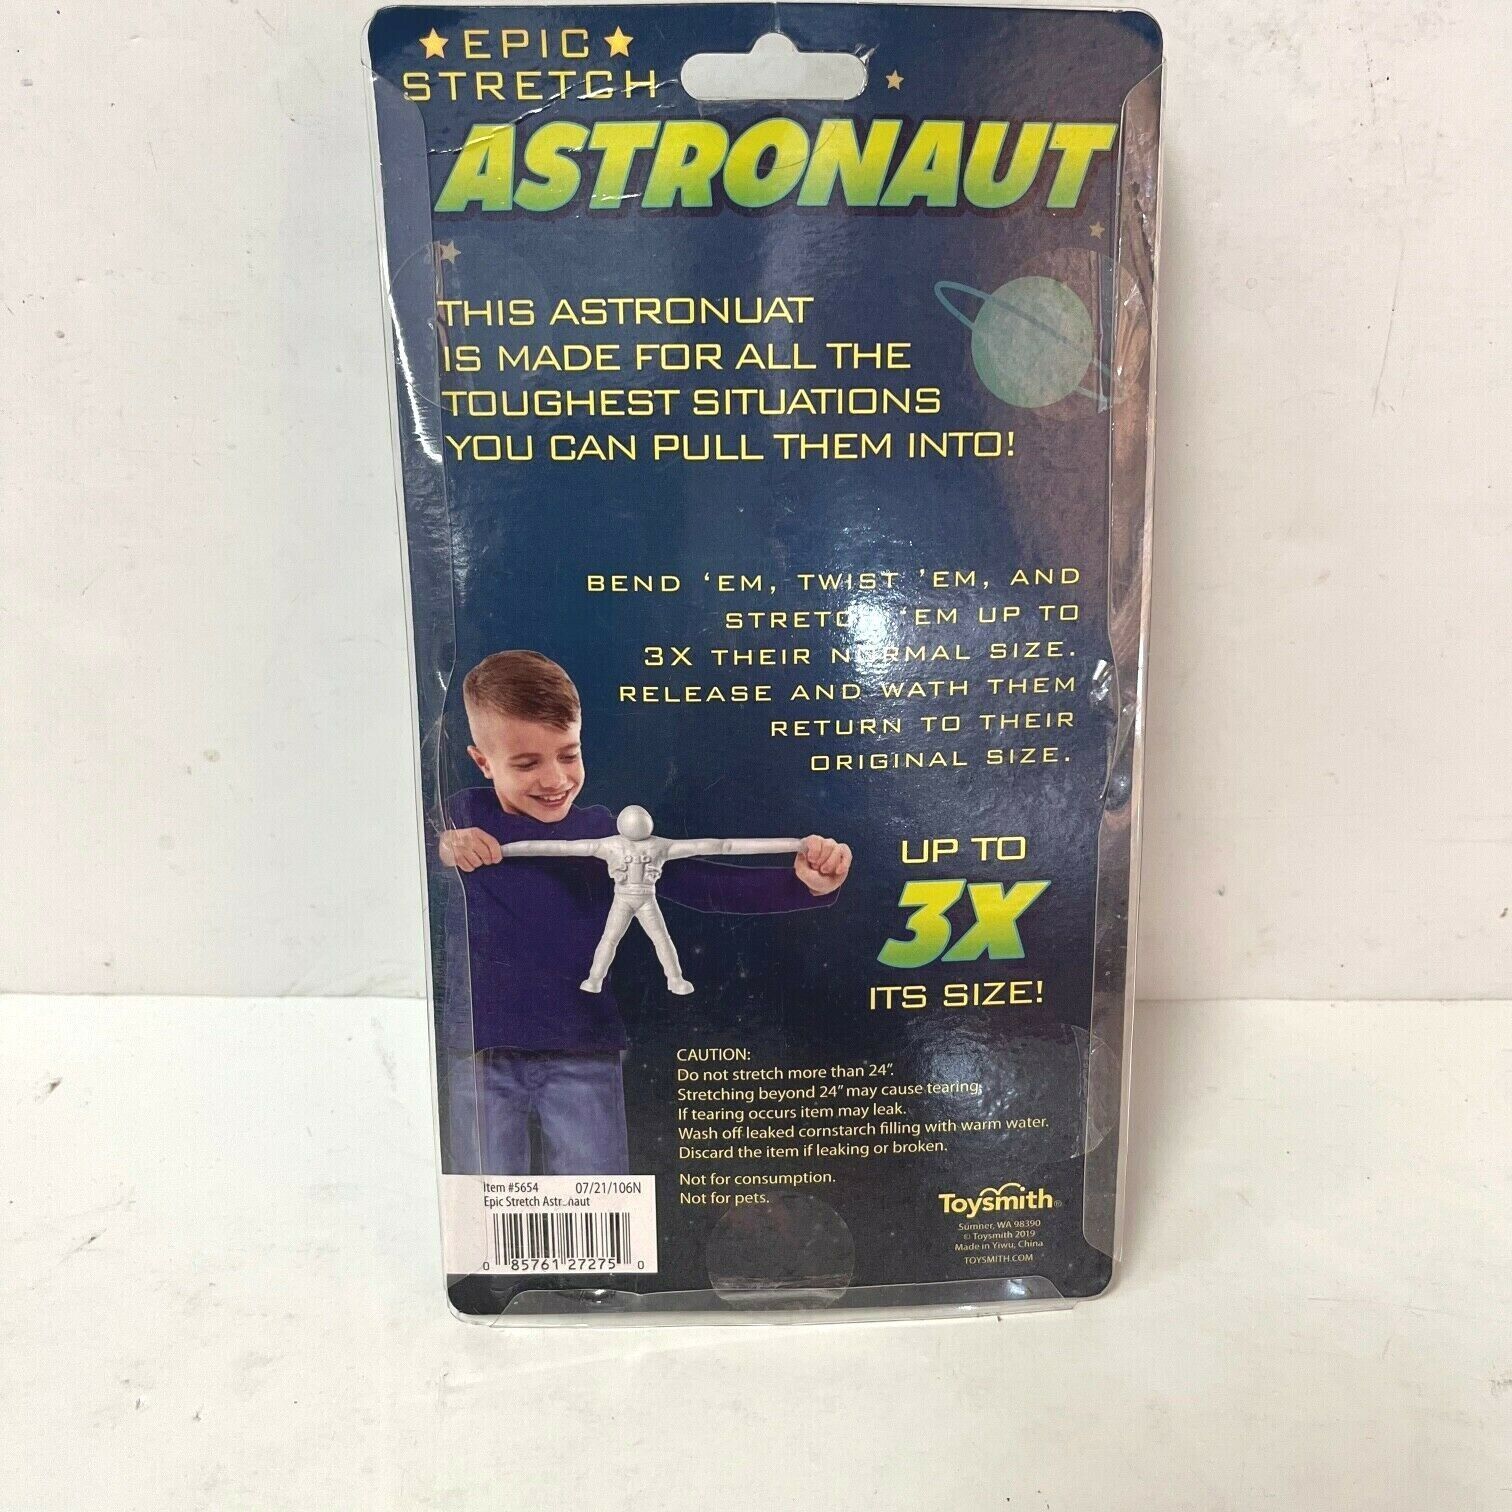 EPIC
STRETCH
ASTRONAUT
THIS ASTRONUAT
IS MADE FOR ALL THE
TOUGHEST SITUATIONS
YOU CAN PULL THEM INTO!
BEND 'EM, TWIST 'EM, AND
STRETCH 'EM UP TO
3X THEIR NORMAL SIZE.
RELEASE AND WATH THEM
RETURN TO THEIR
ORIGINAL SIZE.
UP TO
3X
ITS SIZE!
CAUTION:
Do not stretch more than 24".
Stretching beyond 24" may cause tearing.
If tearing occurs item may leak.
Wash off leaked cornstarch filling with warm water.
Discard the item if leaking or broken.
Not for consumption.
Not for pets.
Item #5654 07/21/106N
Epic Stretch Astronaut
0 85761 27275 0
Toysmith®
Sumner, WA 98390
© Toysmith 2019
Made in Yiwu, China
TOYSMITH.COM